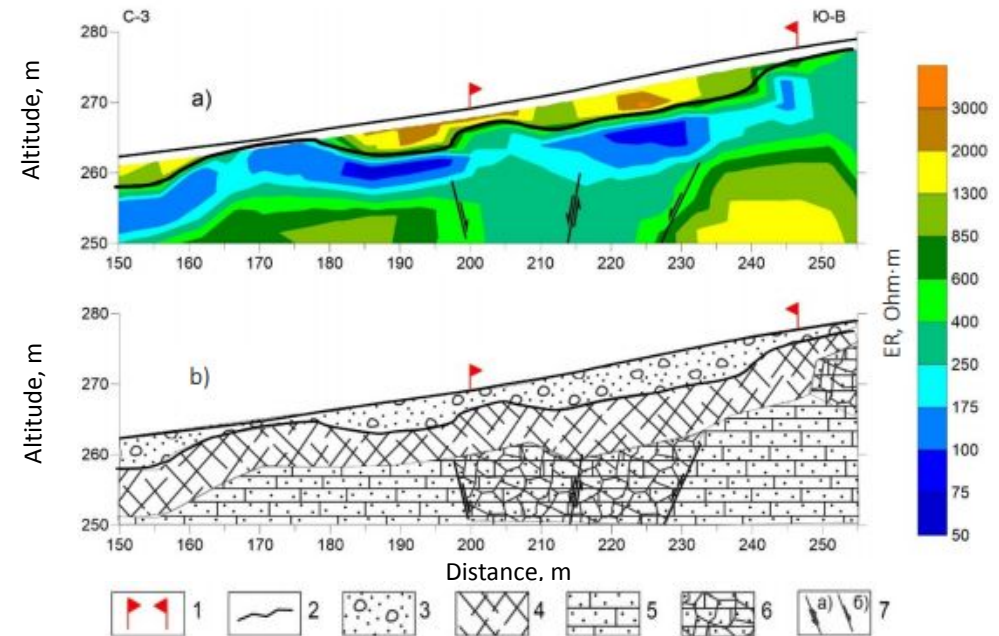 С-З Ю-В
280
270
260
250
a)
Altitude, m
150 160 170 180 190 200 210 220 230 240 250
3000
2000
1300
850
600
400
250
175
100
75
50
ER, Ohm·m
280
270
260
250
b)
Altitude, m
150 160 170 180 190 200 210 220 230 240 250
Distance, m
1 2 3 4 5 6 а) б) 7